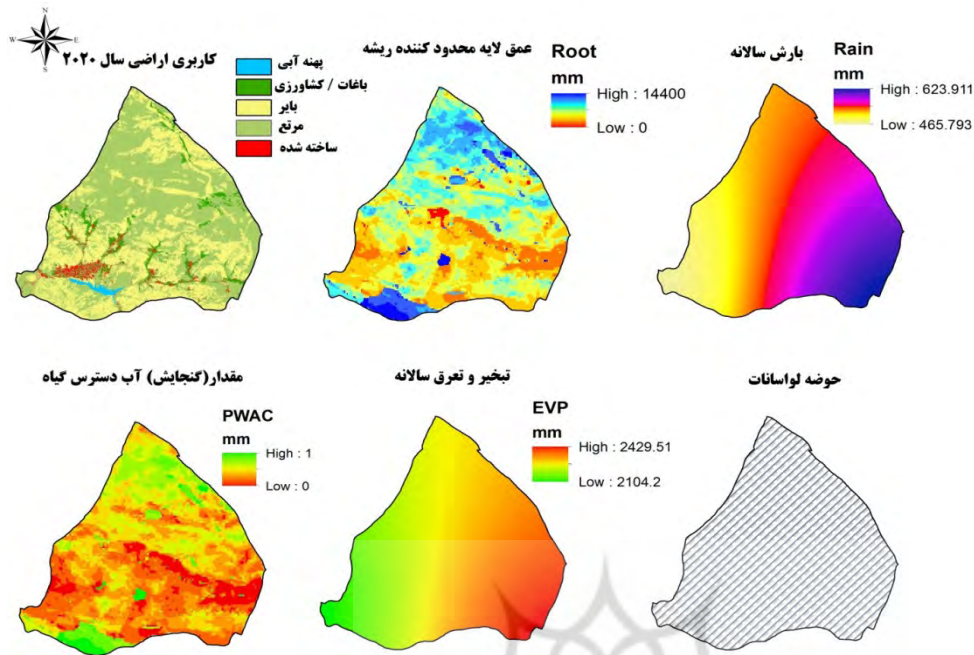 N
W E
S
کاربری اراضی سال ۲۰۲۰
پهنه آبی
باغات / کشاورزی
بایر
مرتع
ساخته شده
عمق لایه محدود کننده ریشه
Root
mm
High : 14400
Low : 0
بارش سالانه
Rain
mm
High : 623.911
Low : 465.793
مقدار(گنجایش) آب دسترس گیاه
PWAC
mm
High : 1
Low : 0
تبخیر و تعرق سالانه
EVP
mm
High : 2429.51
Low : 2104.2
حوضه لواسانات